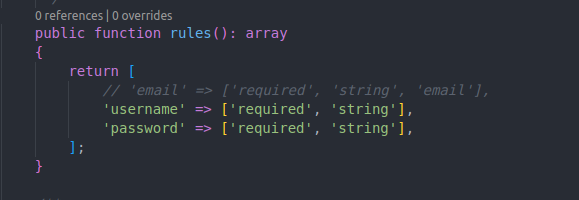 0 references | 0 overrides
public function rules(): array
{
return [
// 'email' => ['required', 'string', 'email'],
'username' => ['required', 'string'],
'password' => ['required', 'string'],
];
}